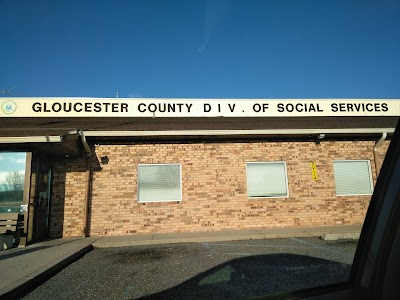 GLOUCESTER COUNTY DIV. OF SOCIAL SERVICES